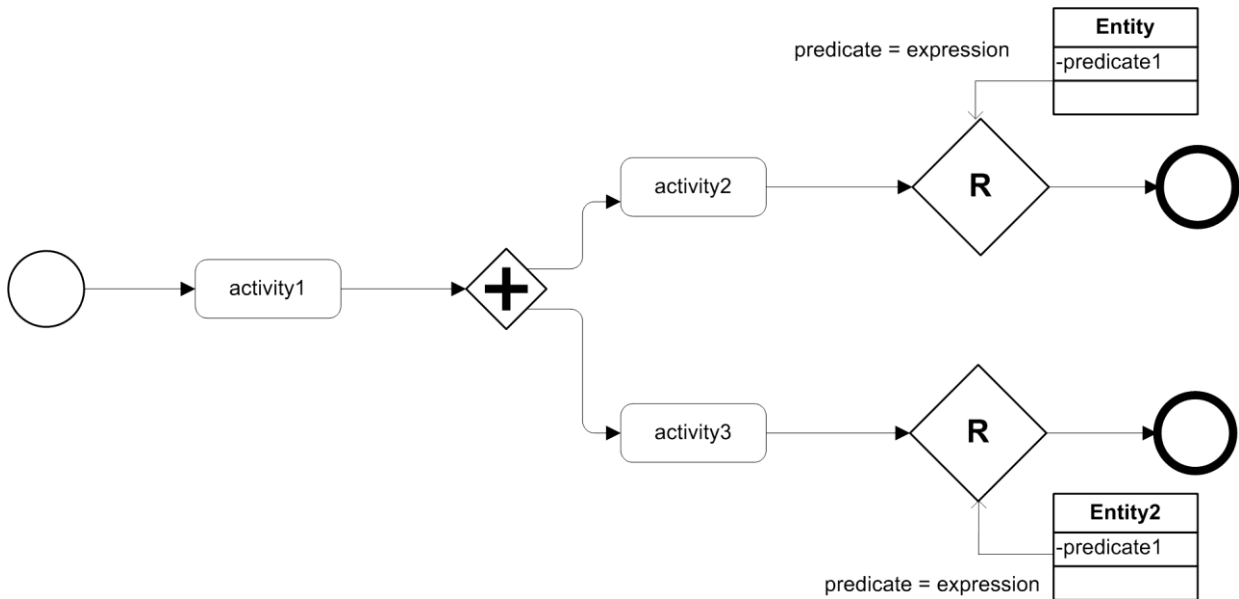 Entity
predicate = expression
-predicate1
activity2
R
activity1
activity3
R
Entity2
-predicate1
predicate = expression